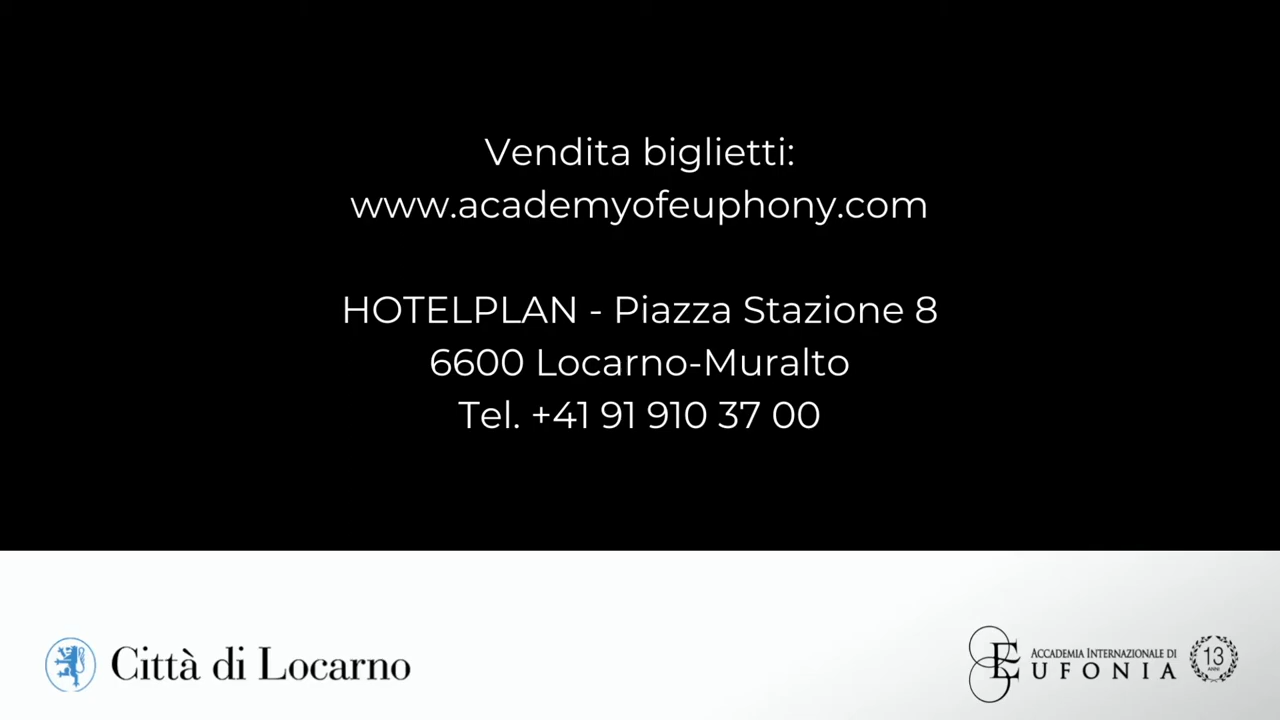 Vendita biglietti:
www.academyofeuphony.com
HOTELPLAN - Piazza Stazione 8
6600 Locarno-Muralto
Tel. +41 91 910 37 00
Città di Locarno
ACCADEMIA INTERNAZIONALE DI
EUFONIA
13
ANNI